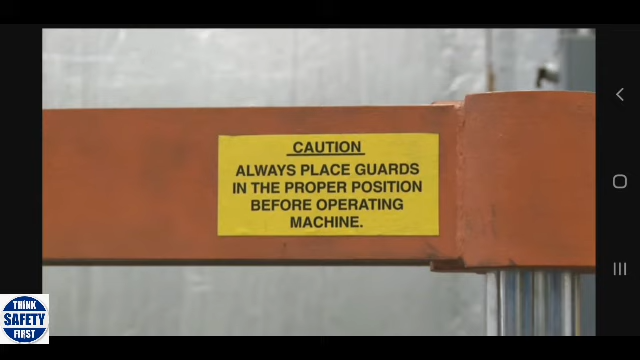 CAUTION
ALWAYS PLACE GUARDS
IN THE PROPER POSITION
BEFORE OPERATING
MACHINE.
THINK
SAFETY
FIRST